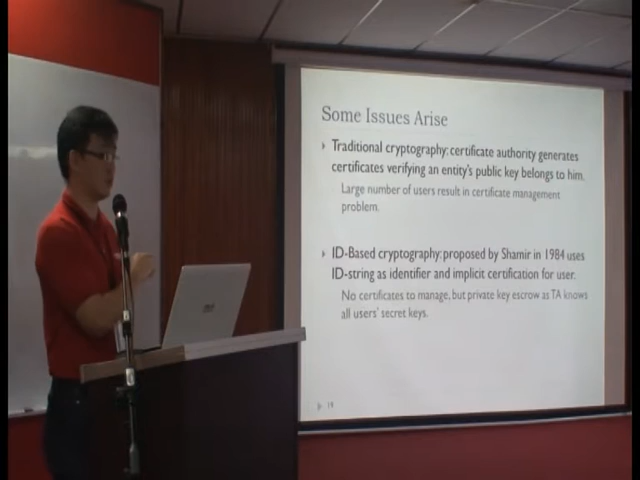 Some Issues Arise
Traditional cryptography: certificate authority generates
certificates verifying an entity's public key belongs to him.
Large number of users result in certificate management
problem.
ID-Based cryptography: proposed by Shamir in 1984 uses
ID-string as identifier and implicit certification for user.
No certificates to manage, but private key escrow as TA knows
all users' secret keys.